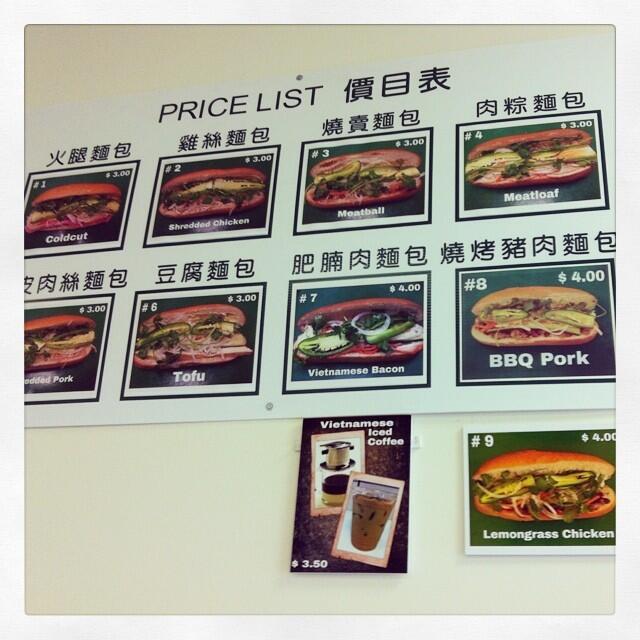 PRICE LIST 價目表
火腿麵包
雞絲麵包
燒賣麵包
肉粽麵包
#1 $ 3.00
Coldcut
#2 $ 3.00
Shredded Chicken
#3 $ 3.00
Meatball
#4 $ 3.00
Meatloaf
皮肉絲麵包
豆腐麵包
肥腩肉麵包
燒烤豬肉麵包
$ 3.00
edded Pork
#6 $ 3.00
Tofu
#7 $ 4.00
Vietnamese Bacon
#8 $ 4.00
BBQ Pork
Vietnamese
Iced
Coffee
$ 3.50
#9 $ 4.00
Lemongrass Chicken